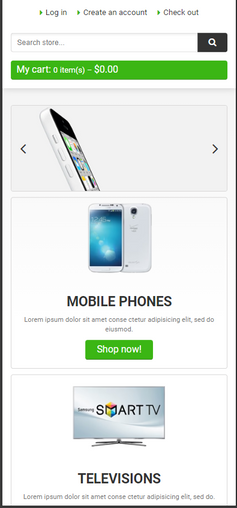 Log in Create an account Check out
Search store...
My cart: 0 item(s) – $0.00
MOBILE PHONES
Lorem ipsum dolor sit amet conse ctetur adipisicing elit, sed do
eiusmod.
Shop now!
Samsung SMART TV
TELEVISIONS
Lorem ipsum dolor sit amet conse ctetur adipisicing elit, sed do.